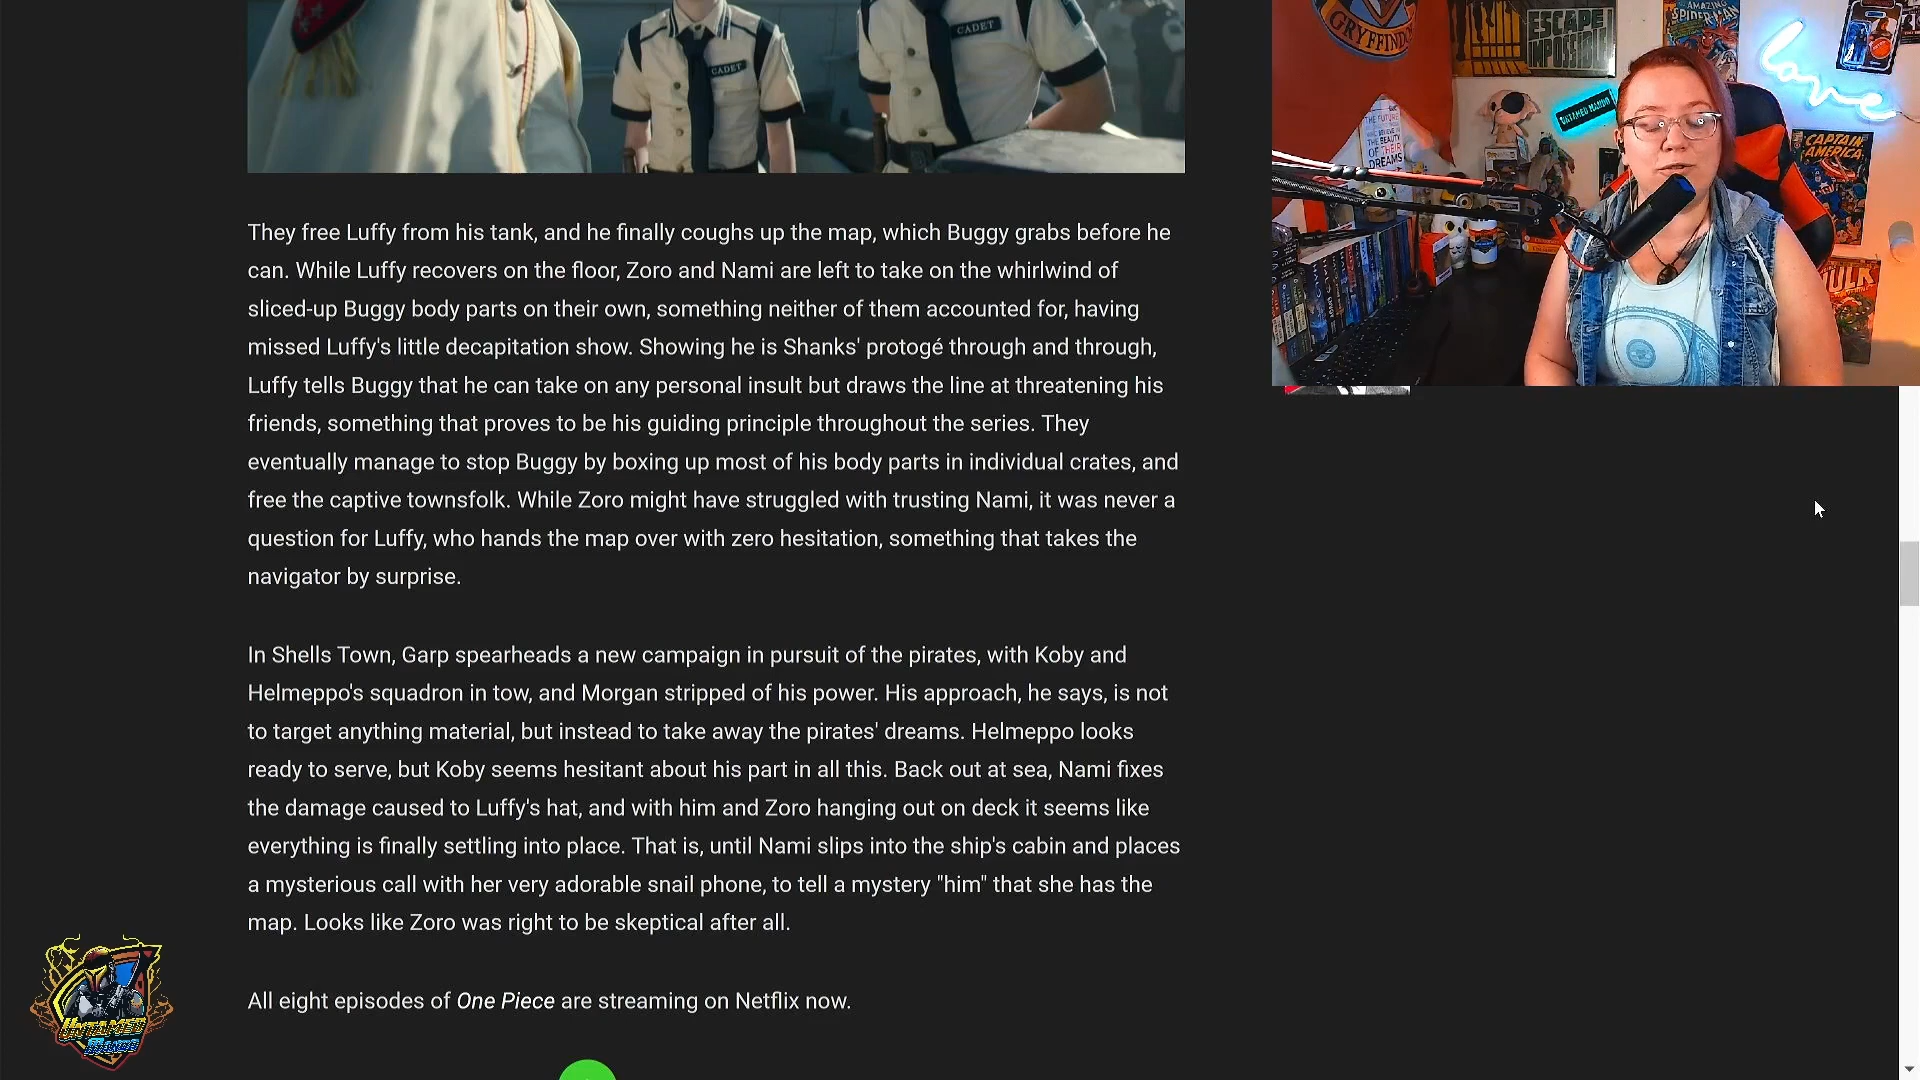 CADET
CADET
GRYFFINDOR
ESCAPE
IMPOSSIBLE
AMAZING
SPIDER-MAN
love
UNTAMED MANDO
THE FUTURE
BELIEVE IN
THE BEAUTY
OF THEIR
DREAMS
CAPTAIN
AMERICA
HULK
They free Luffy from his tank, and he finally coughs up the map, which Buggy grabs before he
can. While Luffy recovers on the floor, Zoro and Nami are left to take on the whirlwind of
sliced-up Buggy body parts on their own, something neither of them accounted for, having
missed Luffy's little decapitation show. Showing he is Shanks' protogé through and through,
Luffy tells Buggy that he can take on any personal insult but draws the line at threatening his
friends, something that proves to be his guiding principle throughout the series. They
eventually manage to stop Buggy by boxing up most of his body parts in individual crates, and
free the captive townsfolk. While Zoro might have struggled with trusting Nami, it was never a
question for Luffy, who hands the map over with zero hesitation, something that takes the
navigator by surprise.
In Shells Town, Garp spearheads a new campaign in pursuit of the pirates, with Koby and
Helmeppo's squadron in tow, and Morgan stripped of his power. His approach, he says, is not
to target anything material, but instead to take away the pirates' dreams. Helmeppo looks
ready to serve, but Koby seems hesitant about his part in all this. Back out at sea, Nami fixes
the damage caused to Luffy's hat, and with him and Zoro hanging out on deck it seems like
everything is finally settling into place. That is, until Nami slips into the ship's cabin and places
a mysterious call with her very adorable snail phone, to tell a mystery "him" that she has the
map. Looks like Zoro was right to be skeptical after all.
All eight episodes of One Piece are streaming on Netflix now.
UNTAMED
MANDO